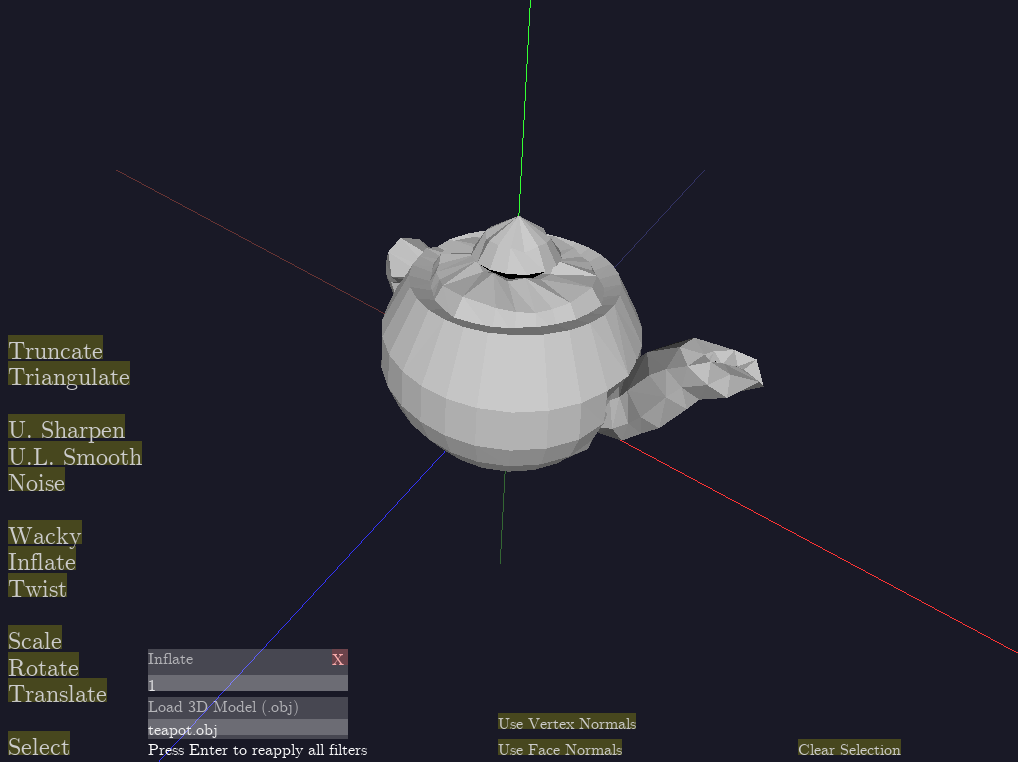 Truncate
Triangulate
U. Sharpen
U.L. Smooth
Noise
Wacky
Inflate
Twist
Scale
Rotate
Translate
Select
Inflate X
1
Load 3D Model (.obj)
teapot.obj
Press Enter to reapply all filters
Use Vertex Normals
Use Face Normals
Clear Selection